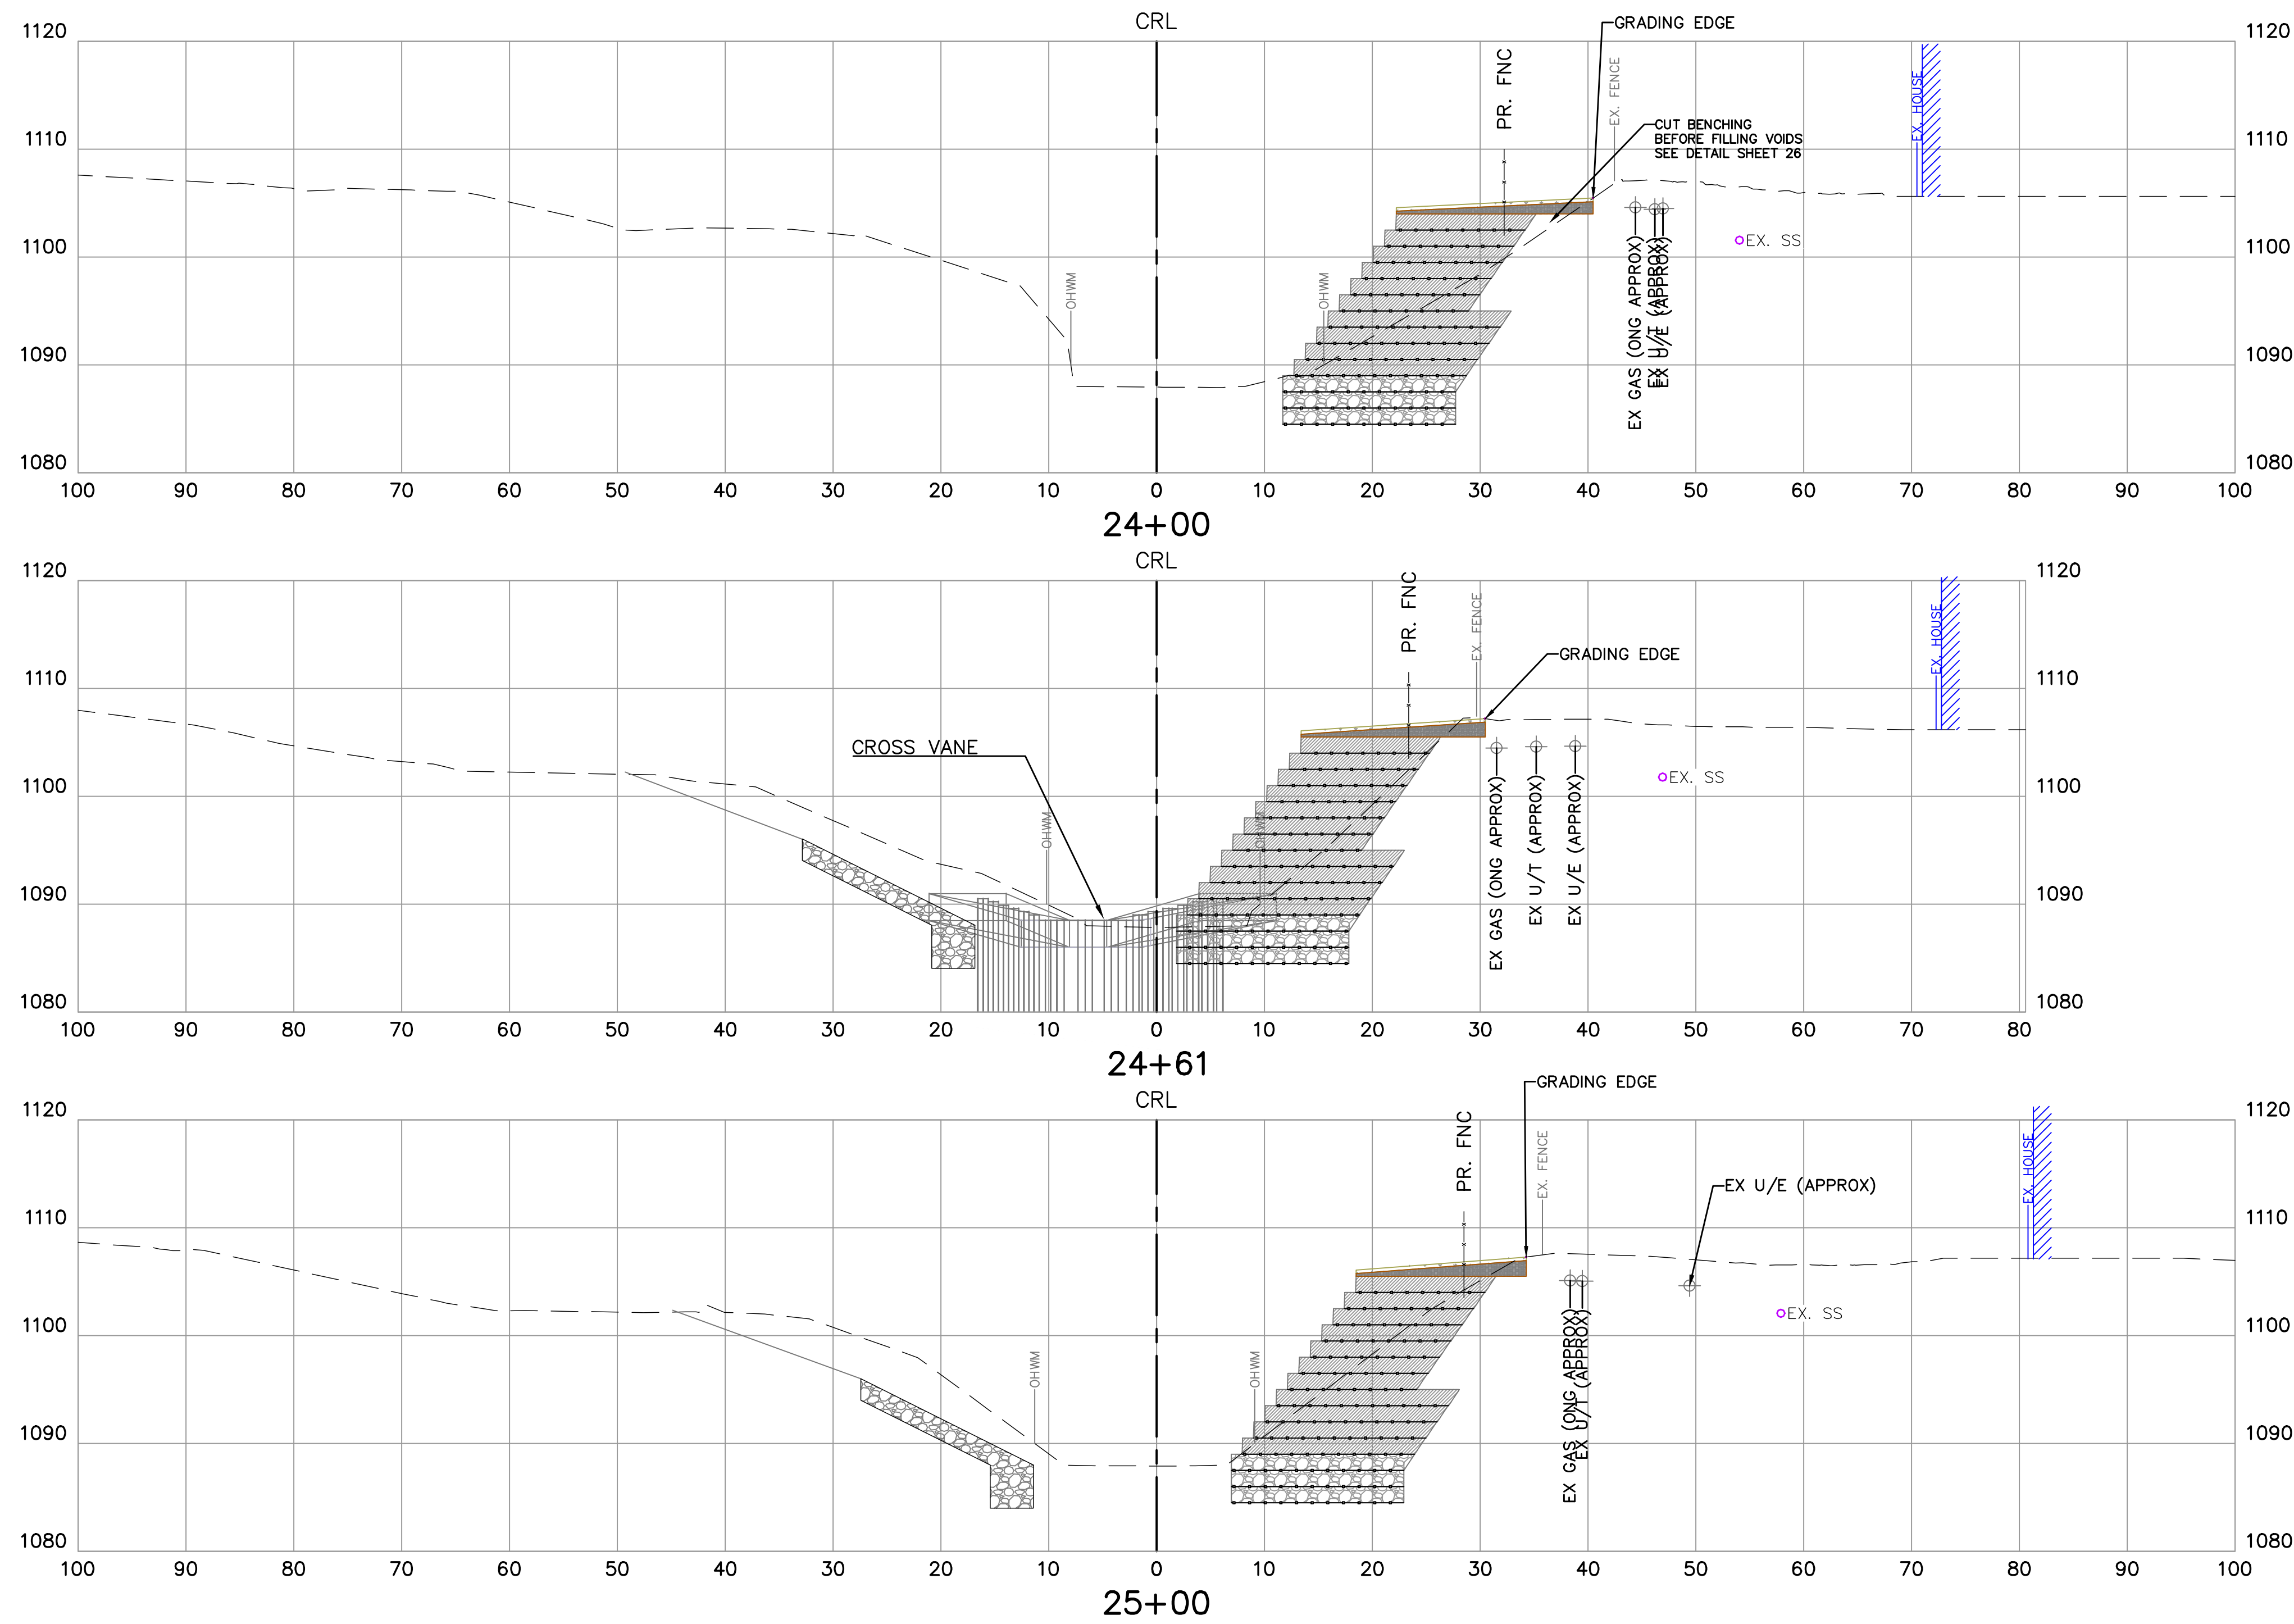 CRL
GRADING EDGE
1120
1120
PR. FNC
EX. FENCE
EX. HOUSE
CUT BENCHING
BEFORE FILLING VOIDS
SEE DETAIL SHEET 26
1110
1110
1100
1100
OHWM
OHWM
EX GAS (ONG APPROX)
EX U/T (APPROX)
EX U/E (APPROX)
EX. SS
1090
1090
1080
1080
100 90 80 70 60 50 40 30 20 10 0 10 20 30 40 50 60 70 80 90 100
24+00
CRL
1120
1120
PR. FNC
EX. FENCE
EX. HOUSE
GRADING EDGE
1110
1110
CROSS VANE
1100
1100
OHWM
OHWM
EX GAS (ONG APPROX)
EX U/T (APPROX)
EX U/E (APPROX)
EX. SS
1090
1090
1080
1080
100 90 80 70 60 50 40 30 20 10 0 10 20 30 40 50 60 70 80
24+61
CRL
GRADING EDGE
1120
1120
PR. FNC
EX. FENCE
EX. HOUSE
EX U/E (APPROX)
1110
1110
1100
1100
OHWM
OHWM
EX GAS (ONG APPROX)
EX U/T (APPROX)
EX. SS
1090
1090
1080
1080
100 90 80 70 60 50 40 30 20 10 0 10 20 30 40 50 60 70 80 90 100
25+00